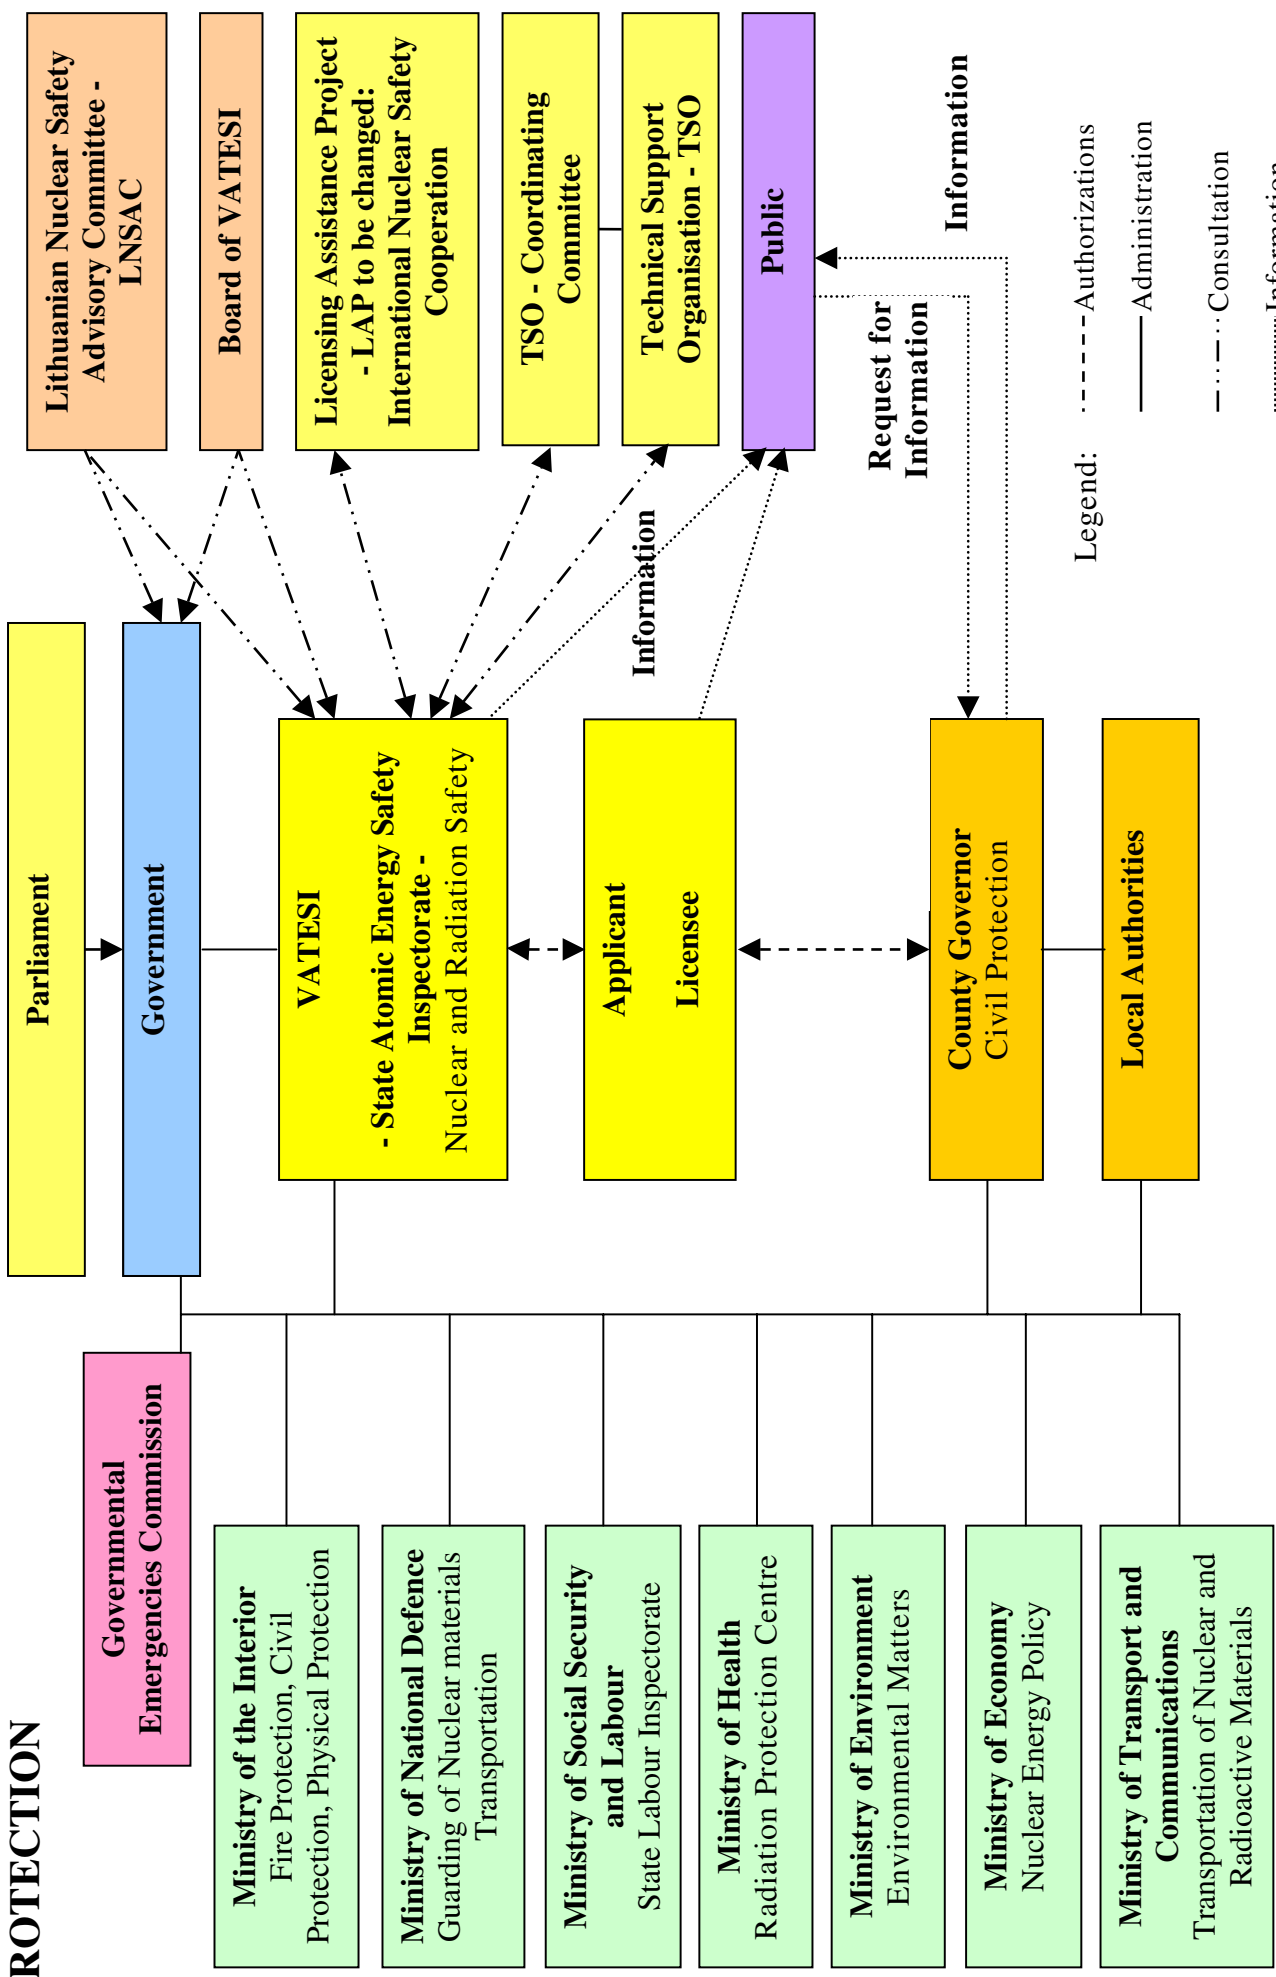 ROTECTION
Governmental
Emergencies Commission
Ministry of the Interior
Fire Protection, Civil
Protection, Physical Protection
Ministry of National Defence
Guarding of Nuclear materials
Transportation
Ministry of Social Security
and Labour
State Labour Inspectorate
Ministry of Health
Radiation Protection Centre
Ministry of Environment
Environmental Matters
Ministry of Economy
Nuclear Energy Policy
Ministry of Transport and
Communications
Transportation of Nuclear and
Radioactive Materials
Parliament
Government
VATESI
- State Atomic Energy Safety
Inspectorate -
Nuclear and Radiation Safety
Applicant
Licensee
County Governor
Civil Protection
Local Authorities
Lithuanian Nuclear Safety
Advisory Committee -
LNSAC
Board of VATESI
Licensing Assistance Project
- LAP to be changed:
International Nuclear Safety
Cooperation
TSO - Coordinating
Committee
Technical Support
Organisation - TSO
Public
Information
Request for
Information
Information
Legend:
Authorizations
Administration
Consultation
Information